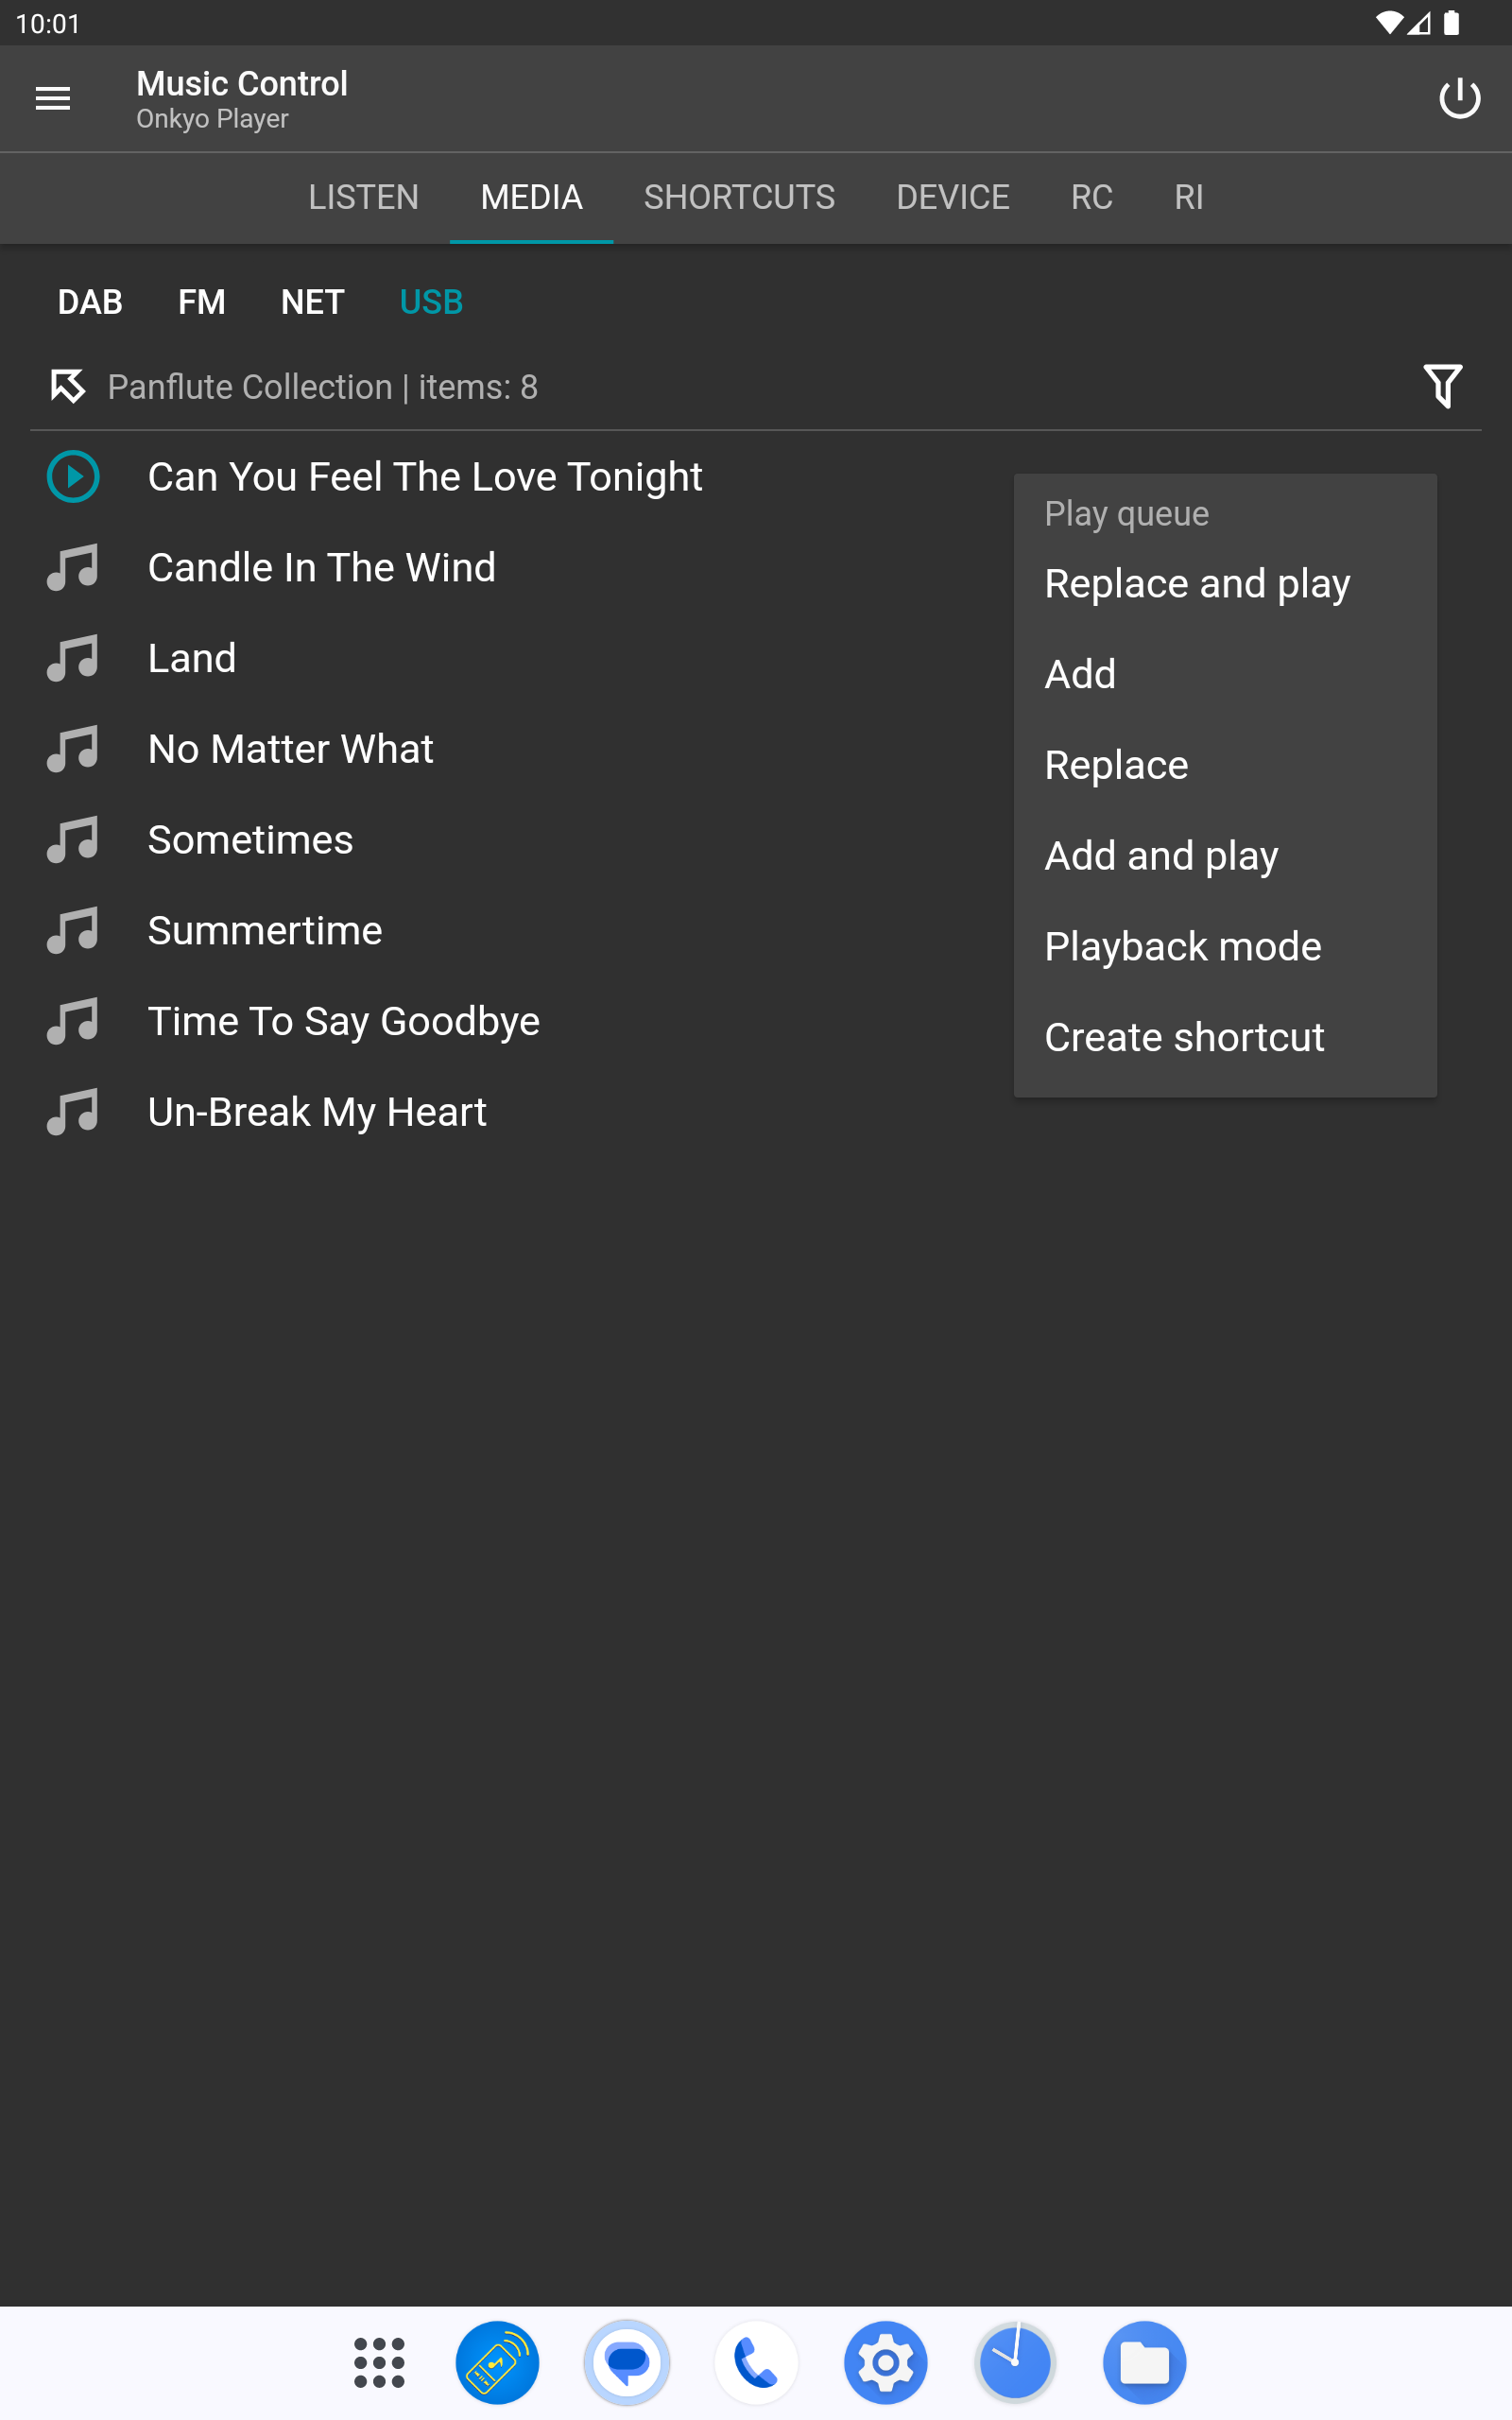 10:01
Music Control
Onkyo Player
LISTEN MEDIA SHORTCUTS DEVICE RC RI
DAB FM NET USB
Panflute Collection | items: 8
Can You Feel The Love Tonight
Candle In The Wind
Land
No Matter What
Sometimes
Summertime
Time To Say Goodbye
Un-Break My Heart
Play queue
Replace and play
Add
Replace
Add and play
Playback mode
Create shortcut